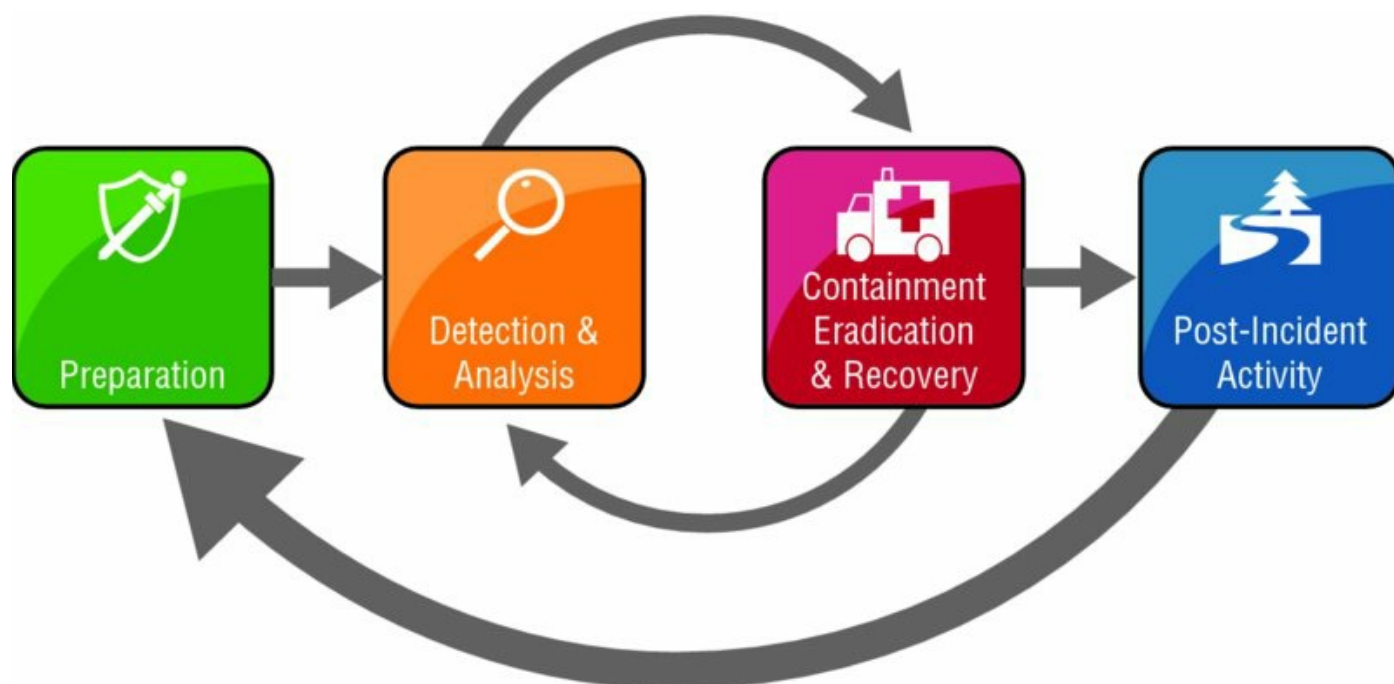 Preparation
Detection &
Analysis
Containment
Eradication
& Recovery
Post-Incident
Activity